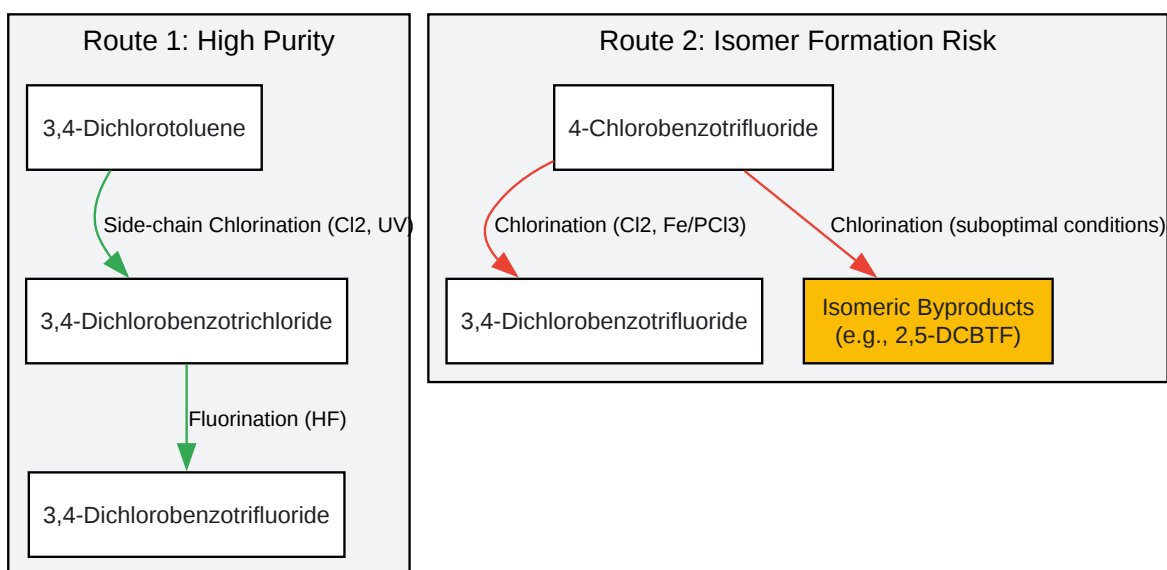 Route 1: High Purity
3,4-Dichlorotoluene
Side-chain Chlorination (Cl2, UV)
3,4-Dichlorobenzotrichloride
Fluorination (HF)
3,4-Dichlorobenzotrifluoride
Route 2: Isomer Formation Risk
4-Chlorobenzotrifluoride
Chlorination (Cl2, Fe/PCl3)
Chlorination (suboptimal conditions)
3,4-Dichlorobenzotrifluoride
Isomeric Byproducts
(e.g., 2,5-DCBTF)